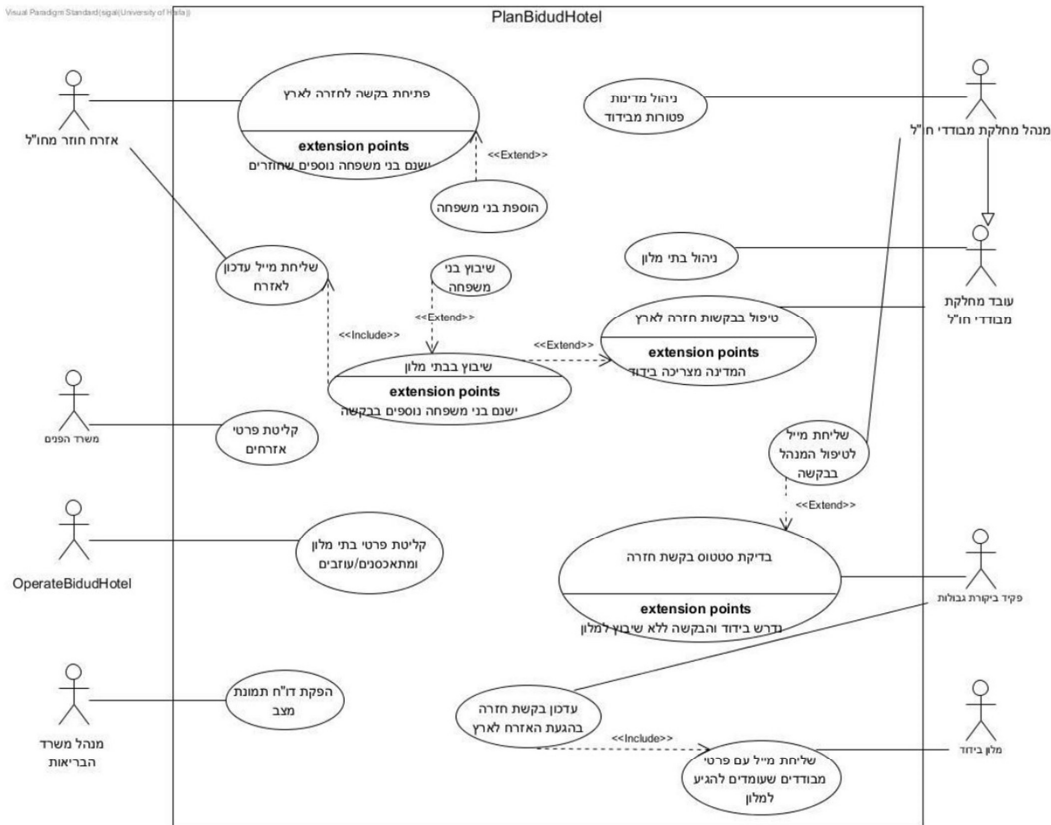 Visual Paradigm Standard(sigal(University of Haifa))
PlanBidudHotel
פתיחת בקשה לחזרה לארץ
extension points
ישנם בני משפחה נוספים שחוזרים
אזרח חוזר מחו"ל
<<Extend>>
הוספת בני משפחה
ניהול מדינות
פטורות מבידוד
מנהל מחלקת מבודדי חו"ל
שליחת מייל עדכון
לאזרח
שיבוץ בני
משפחה
ניהול בתי מלון
עובד מחלקת
מבודדי חו"ל
<<Include>>
<<Extend>>
<<Extend>>
טיפול בבקשות חזרה לארץ
extension points
המדינה מצריכה בידוד
שיבוץ בבתי מלון
extension points
ישנם בני משפחה נוספים בבקשה
משרד הפנים
קליטת פרטי
אזרחים
שליחת מייל
לטיפול המנהל
בבקשה
<<Extend>>
OperateBidudHotel
קליטת פרטי בתי מלון
ומתאכסנים/עוזבים
בדיקת סטטוס בקשת חזרה
extension points
נדרש בידוד והבקשה ללא שיבוץ למלון
פקיד ביקורת גבולות
מנהל משרד
הבריאות
הפקת דו"ח תמונת
מצב
עדכון בקשת חזרה
בהגעת האזרח לארץ
<<Include>>
שליחת מייל עם פרטי
מבודדים שעומדים להגיע
למלון
מלון בידוד